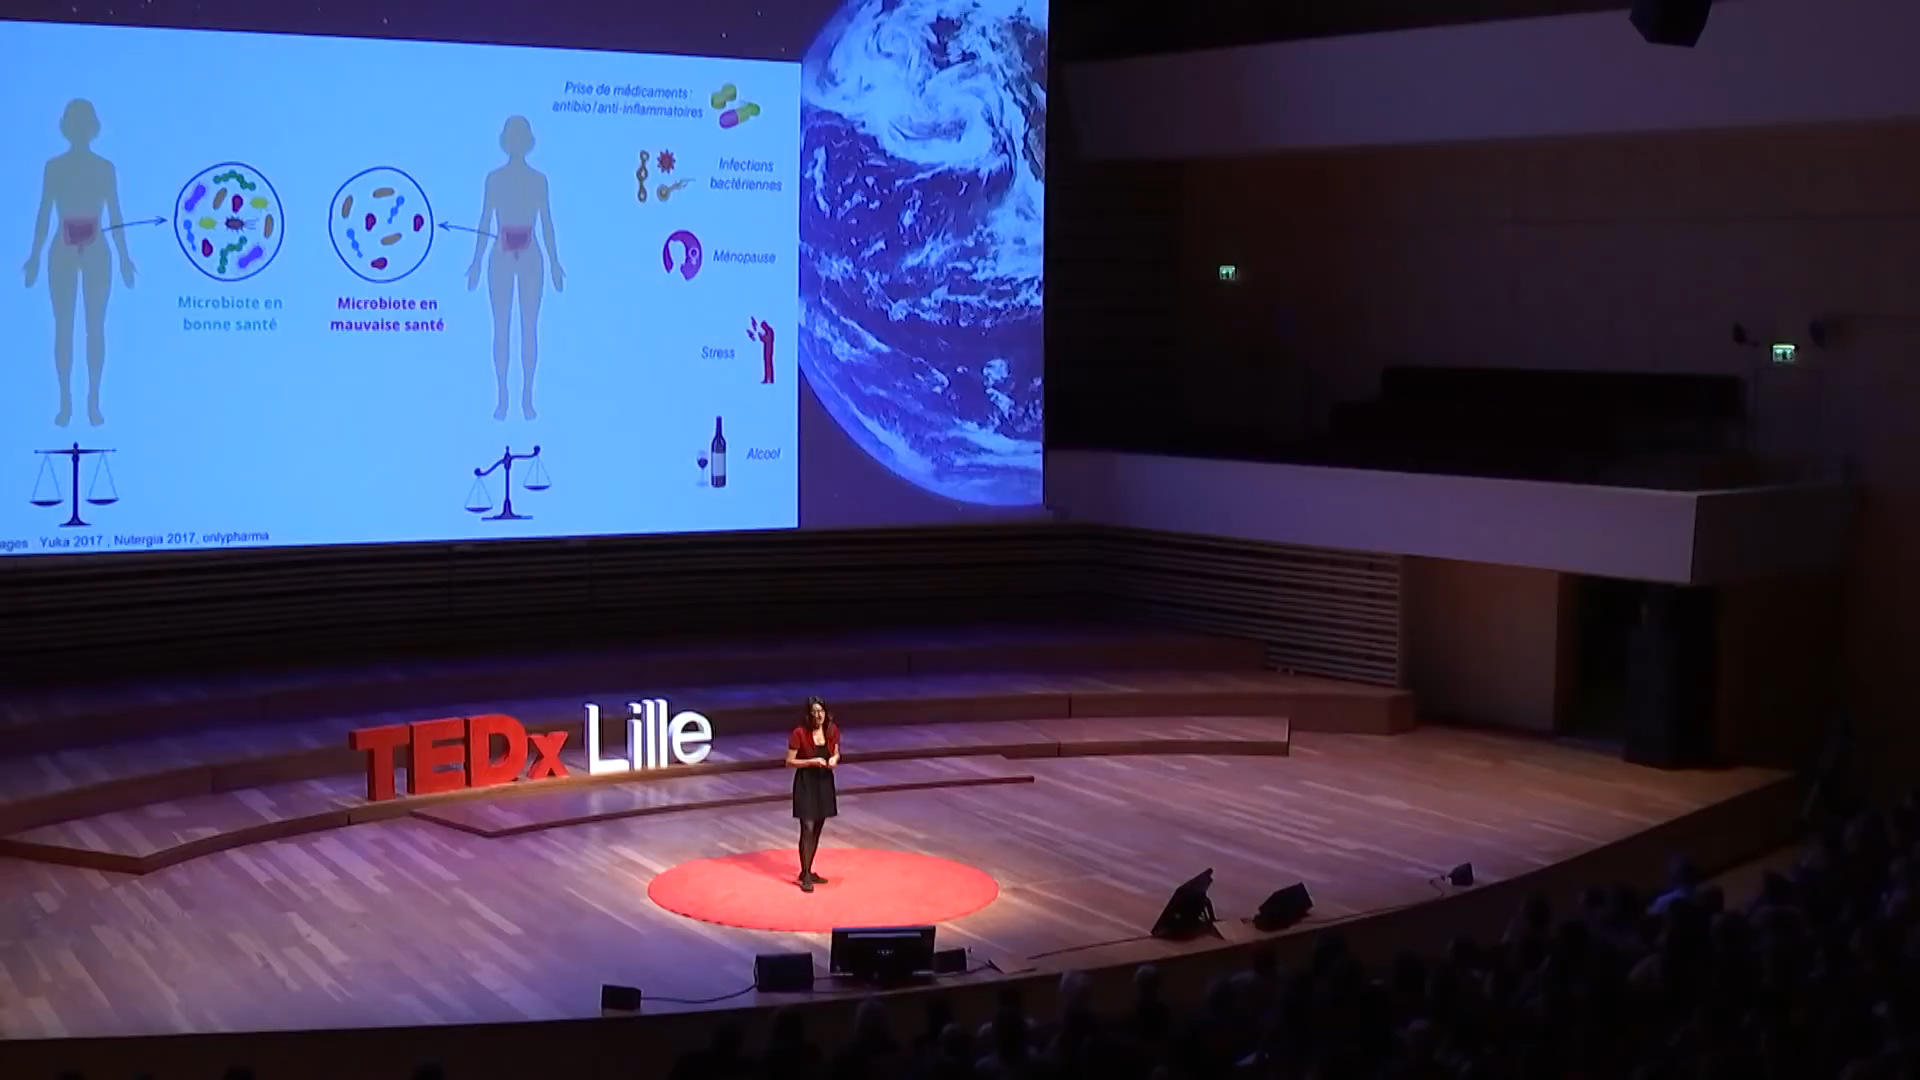 Prise de médicaments :
antibio/anti-inflammatoires
Infections
bactériennes
Ménopause
Microbiote en
bonne santé
Microbiote en
mauvaise santé
Stress
Alcool
ages Yuka 2017 , Nutergia 2017, onlypharma
TEDx Lille